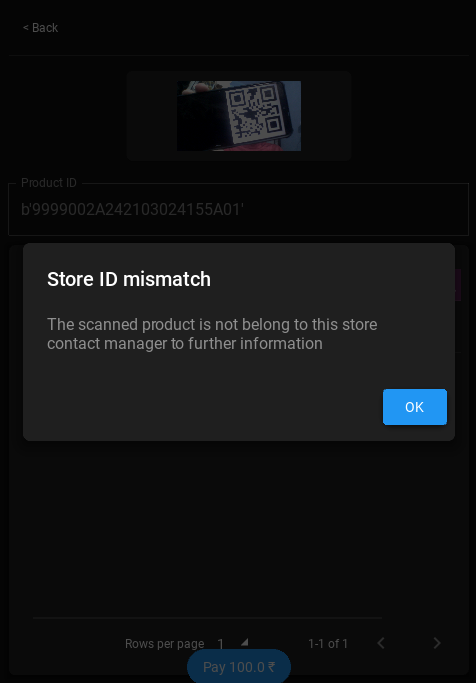 < Back
Product ID
b'9999002A242103024155A01'
Store ID mismatch
The scanned product is not belong to this store
contact manager to further information
OK
Rows per page 1 1-1 of 1
Pay 100.0 ₹